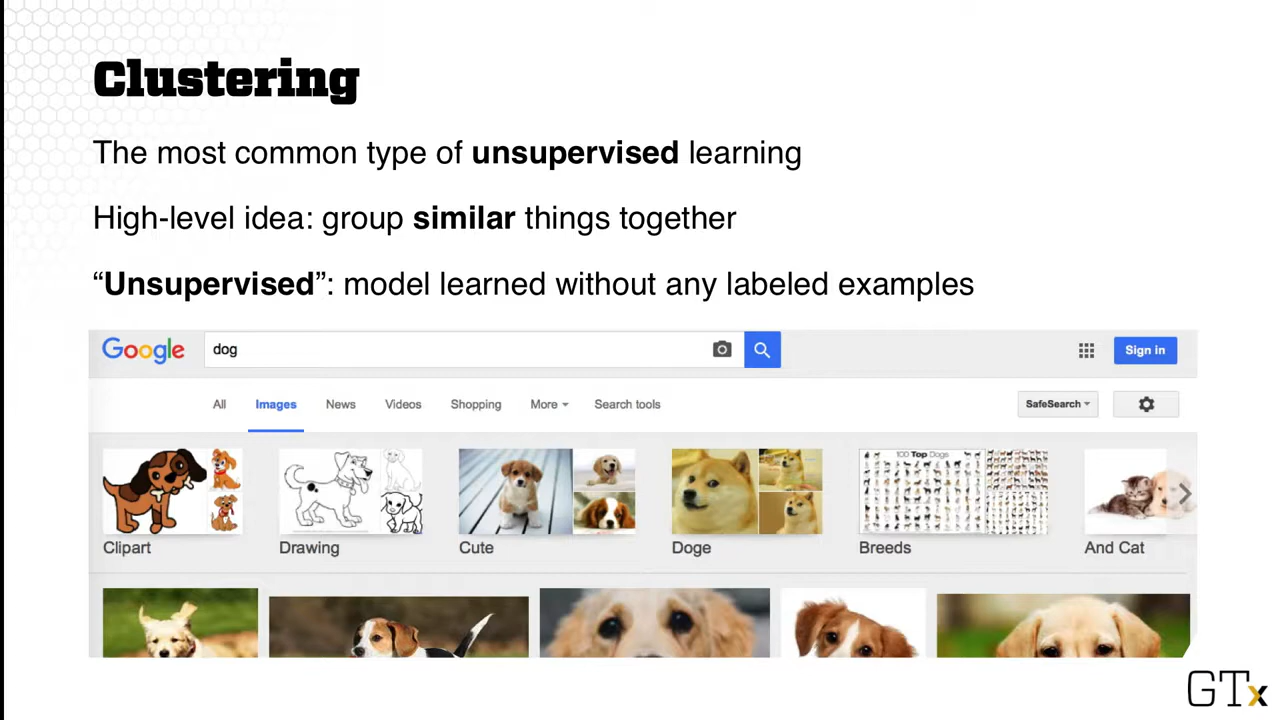 Clustering
The most common type of unsupervised learning
High-level idea: group similar things together
“Unsupervised”: model learned without any labeled examples
Google dog Sign in
All Images News Videos Shopping More Search tools SafeSearch
100 Top Dogs
Clipart Drawing Cute Doge Breeds And Cat
GTx